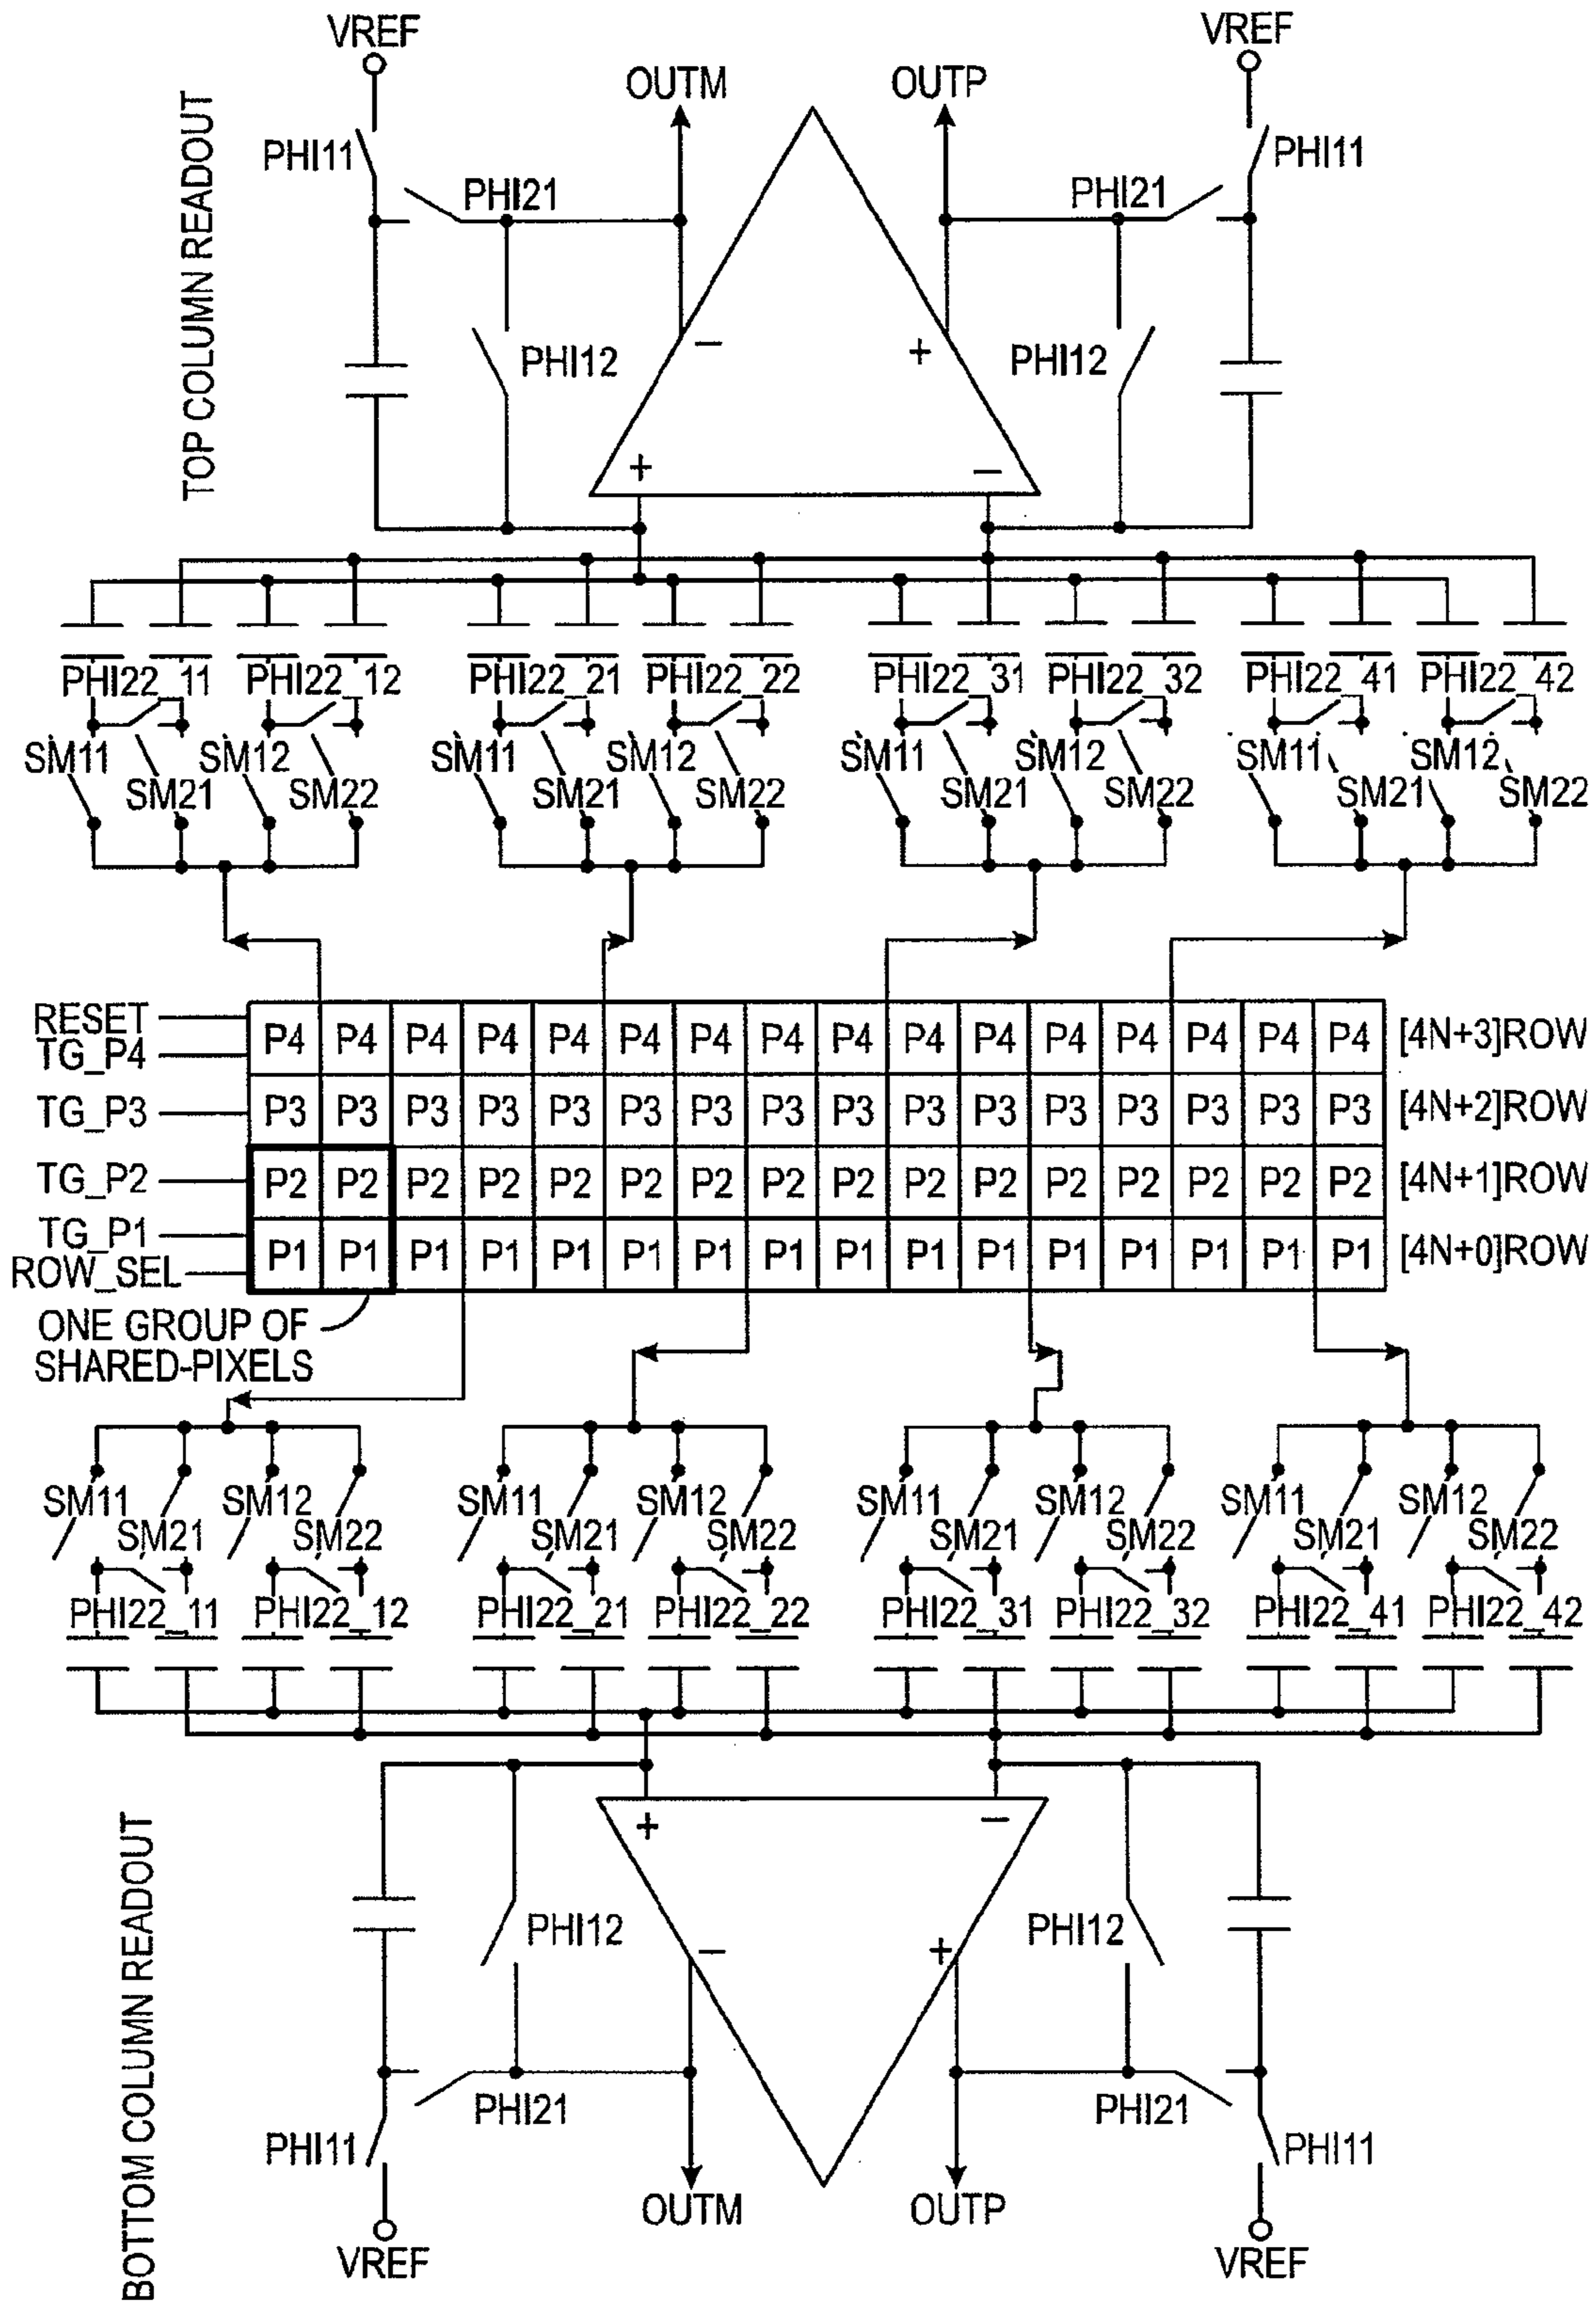 VREF VREF
OUTM OUTP
TOP COLUMN READOUT
PHI11 PHI11
PHI21 PHI21
PHI12 PHI12
− +
+ −
PHI22_11 PHI22_12 PHI22_21 PHI22_22 PHI22_31 PHI22_32 PHI22_41 PHI22_42
SM11 SM12 SM11 SM12 SM11 SM12 SM11 SM12
SM21 SM22 SM21 SM22 SM21 SM22 SM21 SM22
RESET
TG_P4 P4 P4 P4 P4 P4 P4 P4 P4 P4 P4 P4 P4 P4 P4 P4 P4 [4N+3]ROW
TG_P3 P3 P3 P3 P3 P3 P3 P3 P3 P3 P3 P3 P3 P3 P3 P3 P3 [4N+2]ROW
TG_P2 P2 P2 P2 P2 P2 P2 P2 P2 P2 P2 P2 P2 P2 P2 P2 P2 [4N+1]ROW
TG_P1 P1 P1 P1 P1 P1 P1 P1 P1 P1 P1 P1 P1 P1 P1 P1 P1 [4N+0]ROW
ROW_SEL
ONE GROUP OF
SHARED-PIXELS
SM11 SM12 SM11 SM12 SM11 SM12 SM11 SM12
SM21 SM22 SM21 SM22 SM21 SM22 SM21 SM22
PHI22_11 PHI22_12 PHI22_21 PHI22_22 PHI22_31 PHI22_32 PHI22_41 PHI22_42
+ −
BOTTOM COLUMN READOUT
PHI12 PHI12
− +
PHI21 PHI21
PHI11 PHI11
OUTM OUTP
VREF VREF